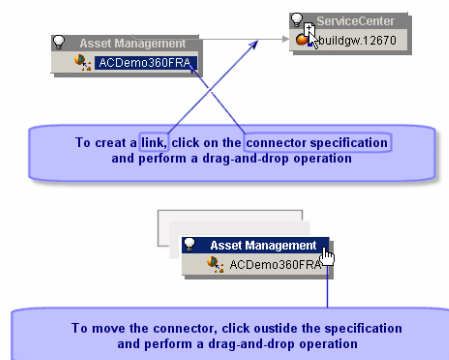 ServiceCenter
Asset Management
buildgw.12670
ACDemo360FRA
To creat a link, click on the connector specification
and perform a drag-and-drop operation
Asset Management
ACDemo360FRA
To move the connector, click oustide the specification
and perform a drag-and-drop operation